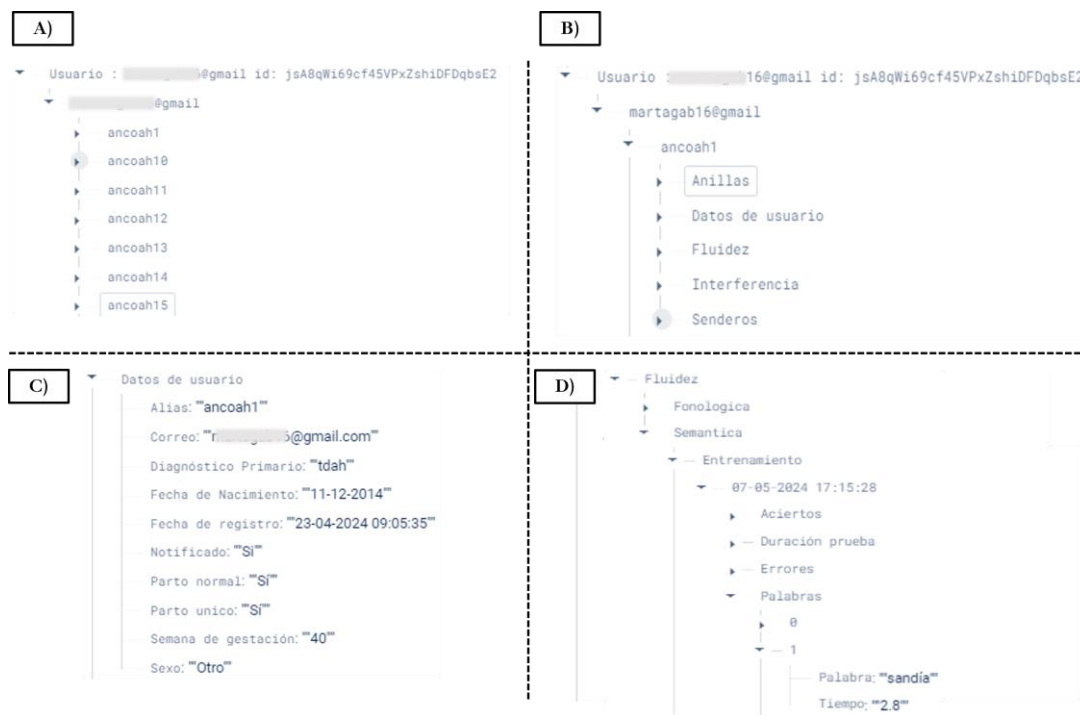 A)
Usuario : @gmail id: jsA8qWi69cf45VPxZshiDFDqbsE2
@gmail
ancoah1
ancoah10
ancoah11
ancoah12
ancoah13
ancoah14
ancoah15
B)
Usuario : 16@gmail id: jsA8qWi69cf45VPxZshiDFDqbsE2
martagab16@gmail
ancoah1
Anillas
Datos de usuario
Fluidez
Interferencia
Senderos
C)
Datos de usuario
Alias: ""ancoah1""
Correo: "" @gmail.com""
Diagnóstico Primario: ""tdah""
Fecha de Nacimiento: ""11-12-2014""
Fecha de registro: ""23-04-2024 09:05:35""
Notificado: ""Si""
Parto normal: ""Sí""
Parto unico: ""Sí""
Semana de gestación: ""40""
Sexo: ""Otro""
D)
Fluidez
Fonologica
Semantica
Entrenamiento
07-05-2024 17:15:28
Aciertos
Duración prueba
Errores
Palabras
0
1
Palabra: ""sandía""
Tiempo: ""2.8""